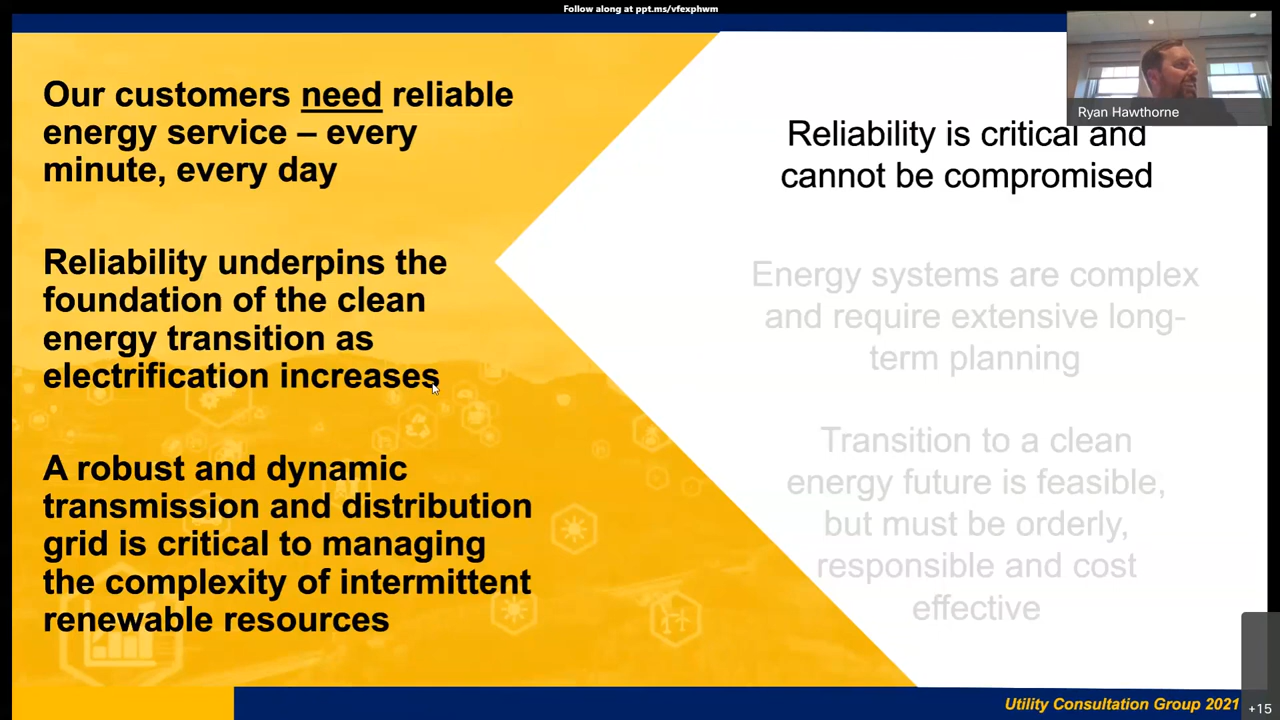 Follow along at ppt.ms/vfexphwm
Our customers need reliable
energy service – every
minute, every day
Reliability underpins the
foundation of the clean
energy transition as
electrification increases
A robust and dynamic
transmission and distribution
grid is critical to managing
the complexity of intermittent
renewable resources
Ryan Hawthorne
Reliability is critical and
cannot be compromised
Energy systems are complex
and require extensive long-
term planning
Transition to a clean
energy future is feasible,
but must be orderly,
responsible and cost
effective
Utility Consultation Group 2021
+15